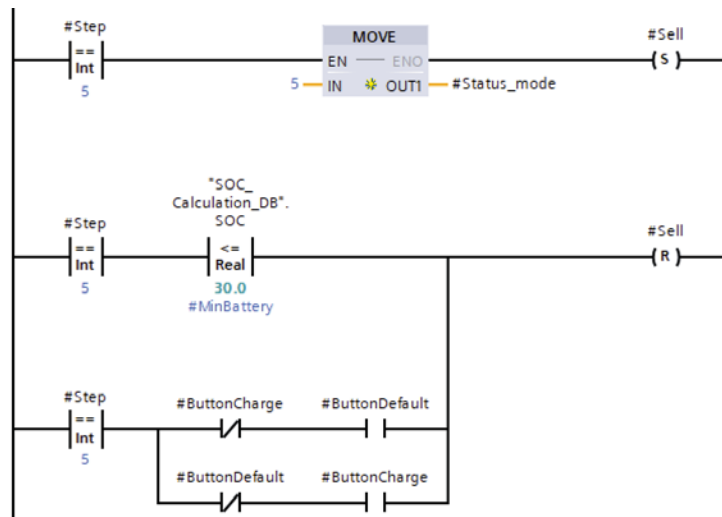 #Step
MOVE
#Sell
==
Int
EN
ENO
S
5
5
IN
OUT1
#Status_mode
"SOC_
Calculation_DB".
SOC
#Step
#Sell
==
Int
<=
Real
R
5
30.0
#MinBattery
#Step
#ButtonCharge
#ButtonDefault
==
Int
5
#ButtonDefault
#ButtonCharge